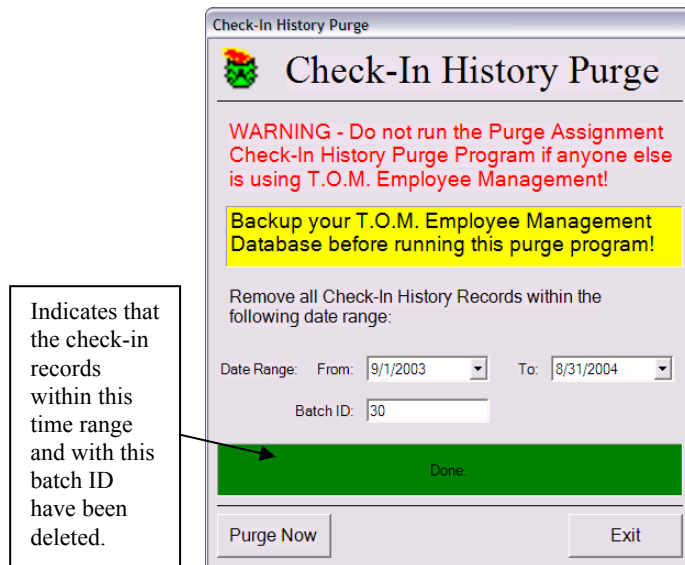 Check-In History Purge
Check-In History Purge
WARNING - Do not run the Purge Assignment
Check-In History Purge Program if anyone else
is using T.O.M. Employee Management!
Backup your T.O.M. Employee Management
Database before running this purge program!
Remove all Check-In History Records within the
following date range:
Date Range: From: 9/1/2003 To: 8/31/2004
Batch ID: 30
Done.
Purge Now Exit
Indicates that
the check-in
records
within this
time range
and with this
batch ID
have been
deleted.